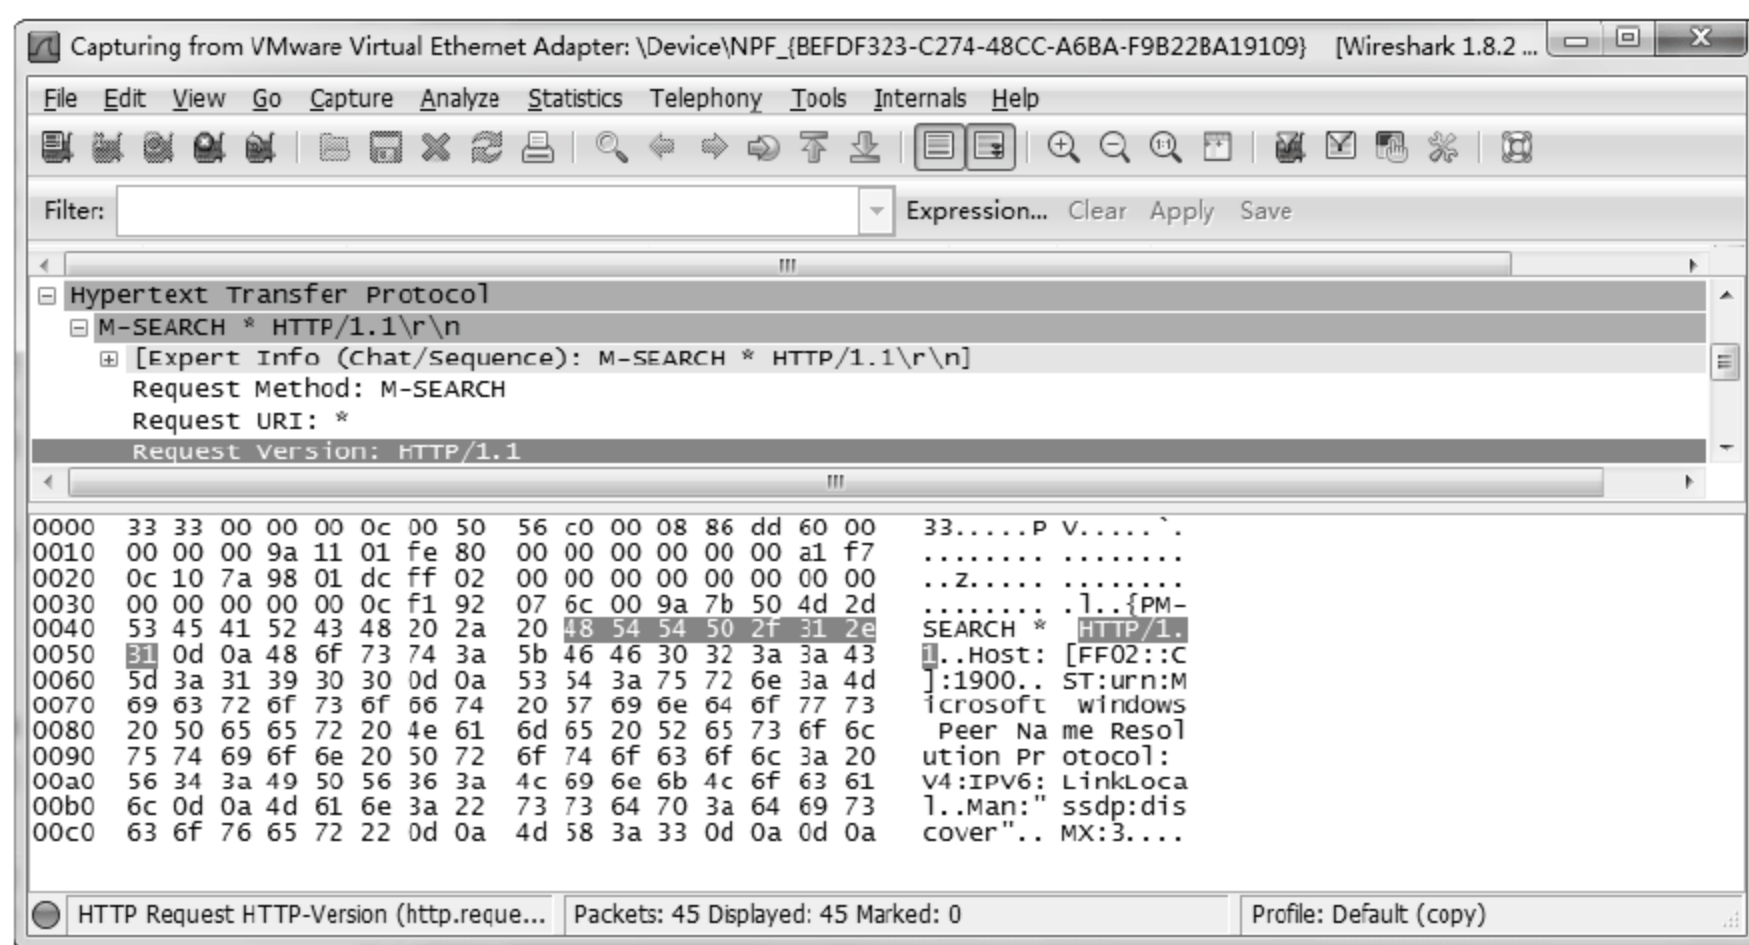 Capturing from VMware Virtual Ethernet Adapter: \Device\NPF_{BEFDF323-C274-48CC-A6BA-F9B22BA19109} [Wireshark 1.8.2 ...
File Edit View Go Capture Analyze Statistics Telephony Tools Internals Help
Filter: Expression... Clear Apply Save
Hypertext Transfer Protocol
M-SEARCH * HTTP/1.1\r\n
[Expert Info (Chat/Sequence): M-SEARCH * HTTP/1.1\r\n]
Request Method: M-SEARCH
Request URI: *
Request Version: HTTP/1.1
0000 33 33 00 00 00 0c 00 50 56 c0 00 08 86 dd 60 00 33.....P V.....`.
0010 00 00 00 9a 11 01 fe 80 00 00 00 00 00 00 a1 f7 ........ ........
0020 0c 10 7a 98 01 dc ff 02 00 00 00 00 00 00 00 00 ..z..... ........
0030 00 00 00 00 00 0c f1 92 07 6c 00 9a 7b 50 4d 2d ........ .l..{PM-
0040 53 45 41 52 43 48 20 2a 20 48 54 54 50 2f 31 2e SEARCH * HTTP/1.
0050 31 0d 0a 48 6f 73 74 3a 5b 46 46 30 32 3a 3a 43 1..Host: [FF02::C
0060 5d 3a 31 39 30 30 0d 0a 53 54 3a 75 72 6e 3a 4d ]:1900.. ST:urn:M
0070 69 63 72 6f 73 6f 66 74 20 57 69 6e 64 6f 77 73 icrosoft Windows
0080 20 50 65 65 72 20 4e 61 6d 65 20 52 65 73 6f 6c Peer Na me Resol
0090 75 74 69 6f 6e 20 50 72 6f 74 6f 63 6f 6c 3a 20 ution Pr otocol:
00a0 56 34 3a 49 50 56 36 3a 4c 69 6e 6b 4c 6f 63 61 V4:IPV6: LinkLoca
00b0 6c 0d 0a 4d 61 6e 3a 22 73 73 64 70 3a 64 69 73 l..Man:" ssdp:dis
00c0 63 6f 76 65 72 22 0d 0a 4d 58 3a 33 0d 0a 0d 0a cover".. MX:3....
HTTP Request HTTP-Version (http.reque... Packets: 45 Displayed: 45 Marked: 0 Profile: Default (copy)